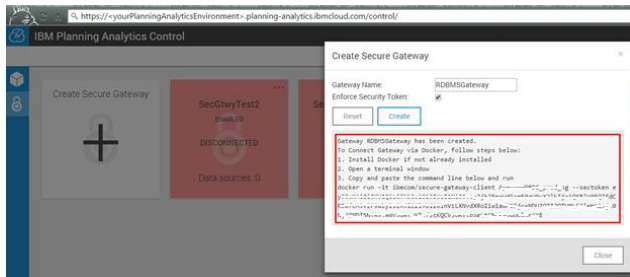 https://<yourPlanningAnalyticsEnvironment>.planning-analytics.ibmcloud.com/control/
IBM Planning Analytics Control
Create Secure Gateway
SecGtwyTest2
ENABLED
DISCONNECTED
Data sources: 0
Se
Create Secure Gateway
Gateway Name: RDBMSGateway
Enforce Security Token:
Reset Create
Gateway RDBMSGateway has been created.
To Connect Gateway via Docker, follow steps below:
1. Install Docker if not already installed
2. Open a terminal window
3. Copy and paste the command line below and run
docker run -it ibmcom/secure-gateway-client --sectoken
Close